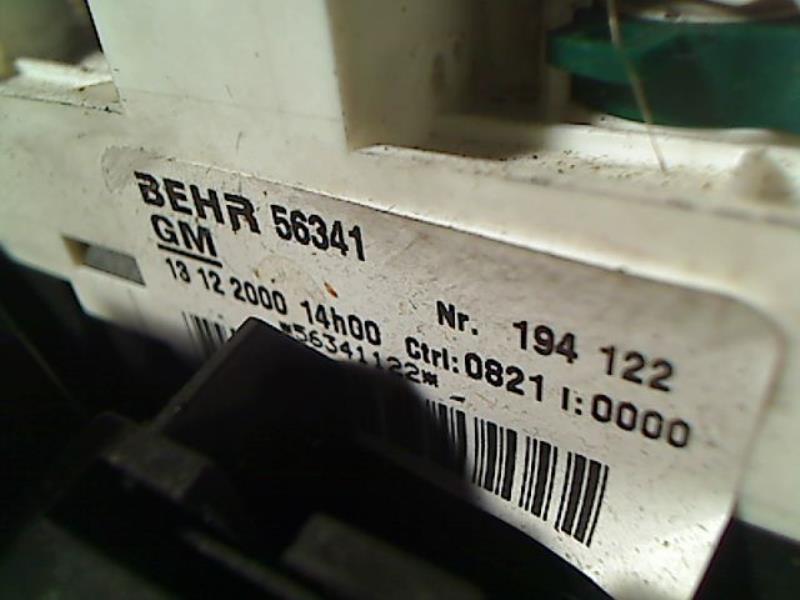 BEHR 56341
GM
13 12 2000 14h00
Nr. 194 122
Ctrl:0821 I:0000
*56341122*